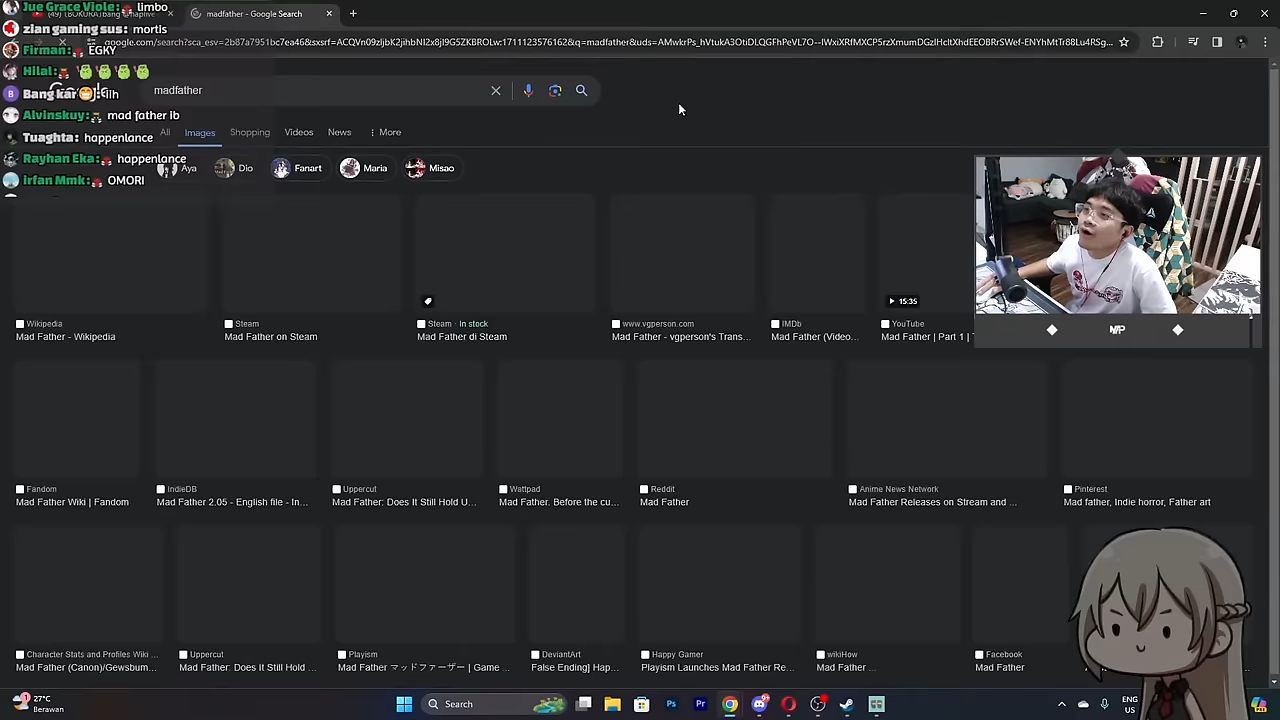 Jue Grace Viole: limbo
zian gaming sus: mortis
Firman: EGKY
Hilal:
Bang kar
Alvinskuy: mad father ib
Tuaghta: happenlance
Rayhan Eka: happenlance
irfan Mmk: OMORI
madfather - Google Search
madfather
All Images Shopping Videos News More
Aya Dio Fanart Maria Misao
15:35
Wikipedia
Mad Father - Wikipedia
Steam
Mad Father on Steam
Steam · In stock
Mad Father di Steam
www.vgperson.com
Mad Father - vgperson's Trans...
IMDb
Mad Father (Video...
YouTube
Mad Father | Part 1 |
Fandom
Mad Father Wiki | Fandom
IndieDB
Mad Father 2.05 - English file - In...
Uppercut
Mad Father: Does It Still Hold U...
Wattpad
Mad Father. Before the cu...
Reddit
Mad Father
Anime News Network
Mad Father Releases on Stream and ...
Pinterest
Mad father, Indie horror, Father art
Character Stats and Profiles Wiki ...
Mad Father (Canon)/Gewsbum...
Uppercut
Mad Father: Does It Still Hold ...
Playism
Mad Father マッドファーザー | Game ...
DeviantArt
False Ending] Hap...
Happy Gamer
Playism Launches Mad Father Re...
wikiHow
Mad Father ...
Facebook
Mad Father
27°C
Berawan
Search
ENG
US